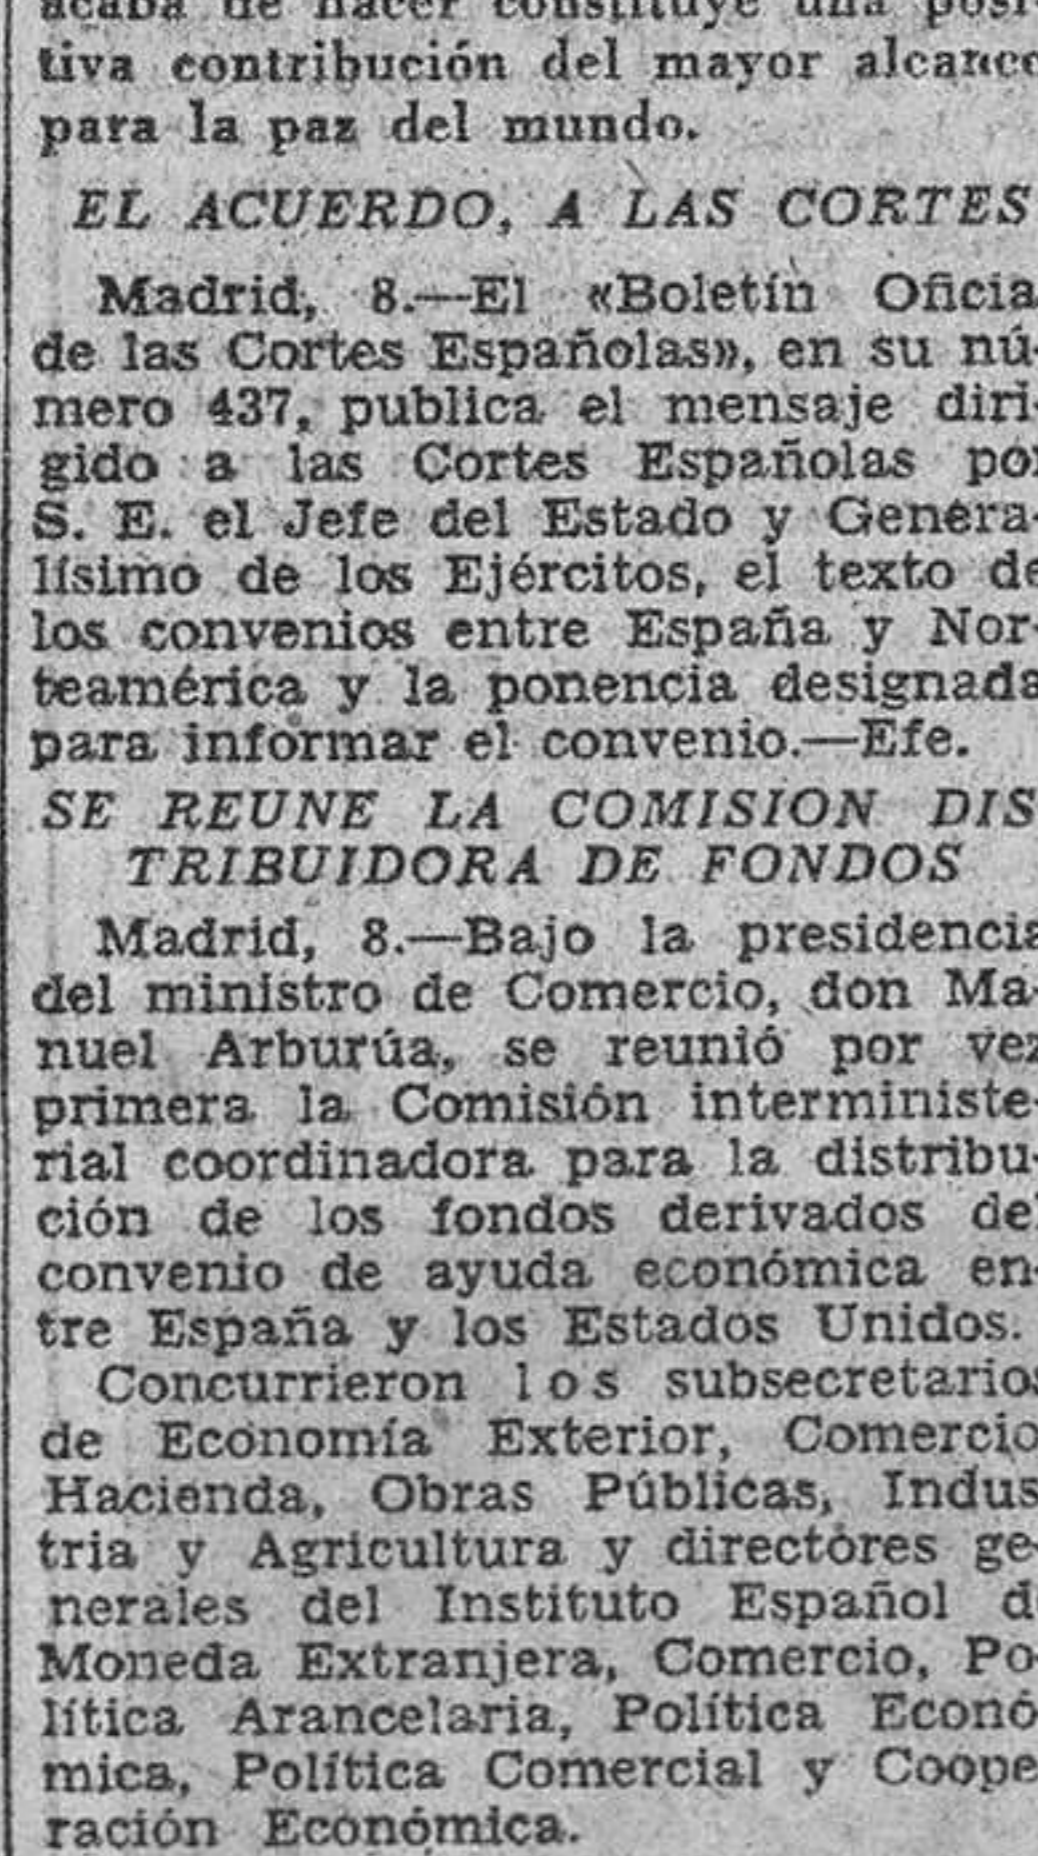 acaba de hacer constituye una posi-
tiva contribución del mayor alcance
para la paz del mundo.
EL ACUERDO, A LAS CORTES
Madrid, 8.—El «Boletín Oficia
de las Cortes Españolas», en su nú-
mero 437, publica el mensaje diri-
gido a las Cortes Españolas por
S. E. el Jefe del Estado y Genera-
lísimo de los Ejércitos, el texto de
los convenios entre España y Nor-
teamérica y la ponencia designada
para informar el convenio.—Efe.
SE REUNE LA COMISION DIS
TRIBUIDORA DE FONDOS
Madrid, 8.—Bajo la presidencia
del ministro de Comercio, don Ma-
nuel Arburúa, se reunió por vez
primera la Comisión interministe-
rial coordinadora para la distribu-
ción de los fondos derivados del
convenio de ayuda económica en-
tre España y los Estados Unidos.
Concurrieron los subsecretarios
de Economía Exterior, Comercio
Hacienda, Obras Públicas, Indus
tria y Agricultura y directores ge-
nerales del Instituto Español d
Moneda Extranjera, Comercio, Po-
lítica Arancelaria, Política Econó
mica, Política Comercial y Coope
ración Económica.